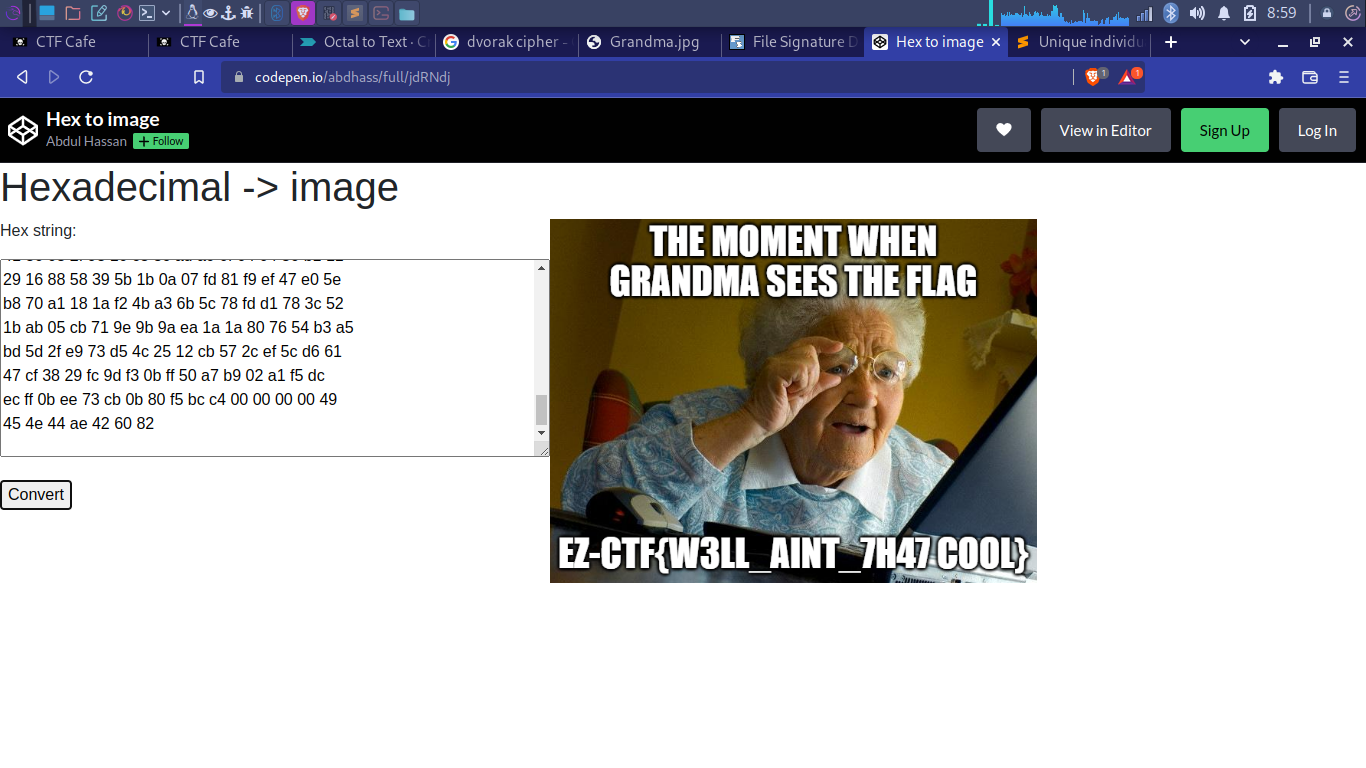 8:59
CTF Cafe
CTF Cafe
Octal to Text · C
dvorak cipher -
Grandma.jpg
File Signature D
Hex to image
Unique individu
codepen.io/abdhass/full/jdRNdj
1
1
Hex to image
Abdul Hassan
+ Follow
View in Editor
Sign Up
Log In
Hexadecimal -> image
Hex string:
29 16 88 58 39 5b 1b 0a 07 fd 81 f9 ef 47 e0 5e
b8 70 a1 18 1a f2 4b a3 6b 5c 78 fd d1 78 3c 52
1b ab 05 cb 71 9e 9b 9a ea 1a 1a 80 76 54 b3 a5
bd 5d 2f e9 73 d5 4c 25 12 cb 57 2c ef 5c d6 61
47 cf 38 29 fc 9d f3 0b ff 50 a7 b9 02 a1 f5 dc
ec ff 0b ee 73 cb 0b 80 f5 bc c4 00 00 00 00 49
45 4e 44 ae 42 60 82
Convert
THE MOMENT WHEN
GRANDMA SEES THE FLAG
EZ-CTF{W3LL_AINT_7H47 COOL}